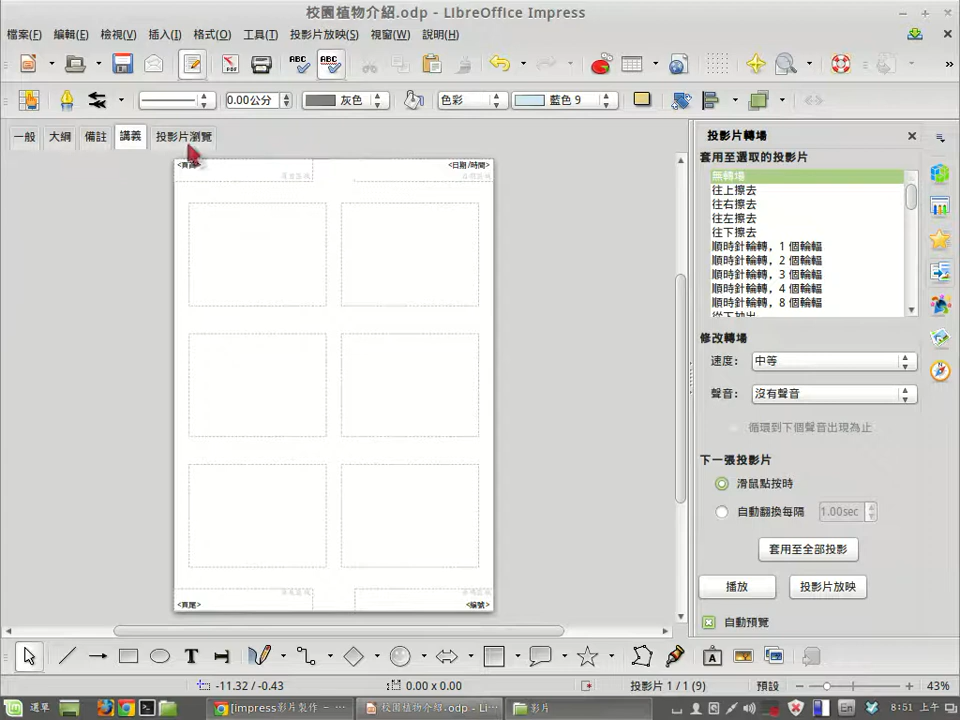 校園植物介紹.odp - LibreOffice Impress
檔案(F) 編輯(E) 檢視(V) 插入(I) 格式(O) 工具(T) 投影片放映(S) 視窗(W) 說明(H)
ABC ABC
0.00公分 灰色 色彩 藍色 9
一般 大綱 備註 講義 投影片瀏覽
投影片轉場
套用至選取的投影片
<日期/時間>
無轉場
往上擦去
往右擦去
往左擦去
往下擦去
順時針輪轉，1 個輪輻
順時針輪轉，2 個輪輻
順時針輪轉，3 個輪輻
順時針輪轉，4 個輪輻
順時針輪轉，8 個輪輻
從下抽出
修改轉場
速度: 中等
聲音: 沒有聲音
循環到下個聲音出現為止
下一張投影片
滑鼠點按時
自動翻換每隔 1.00sec
套用至全部投影
播放 投影片放映
<頁尾> <編號>
自動預覽
T A
-11.32 / -0.43 0.00 x 0.00 投影片 1 / 1 (9) 預設 43%
選單 [impress影片製作 – ··· 校園植物介紹.odp - Li··· 影片 En 8:51 上午